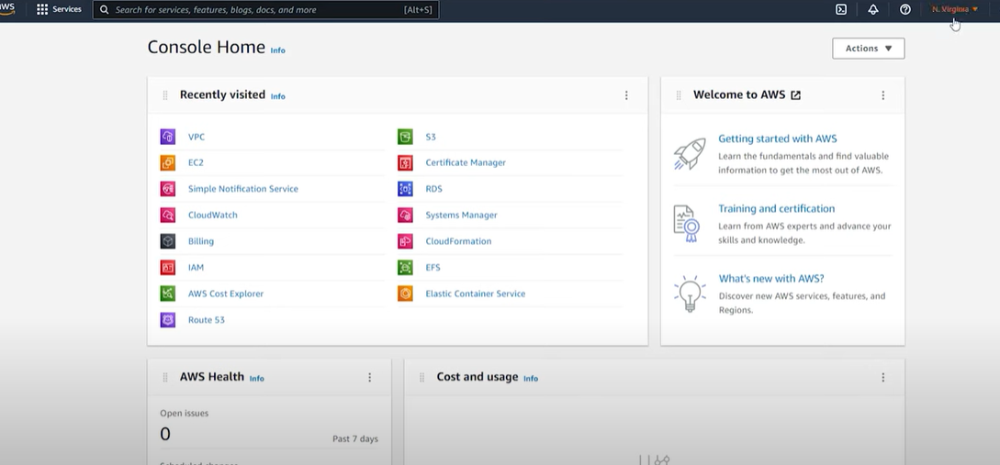 aws
Services
Search for services, features, blogs, docs, and more
[Alt+S]
N. Virginia
Console Home Info
Actions
Recently visited Info
VPC
EC2
Simple Notification Service
CloudWatch
Billing
IAM
AWS Cost Explorer
Route 53
S3
Certificate Manager
RDS
Systems Manager
CloudFormation
EFS
Elastic Container Service
Welcome to AWS
Getting started with AWS
Learn the fundamentals and find valuable
information to get the most out of AWS.
Training and certification
Learn from AWS experts and advance your
skills and knowledge.
What's new with AWS?
Discover new AWS services, features, and
Regions.
AWS Health Info
Open issues
0
Past 7 days
Cost and usage Info